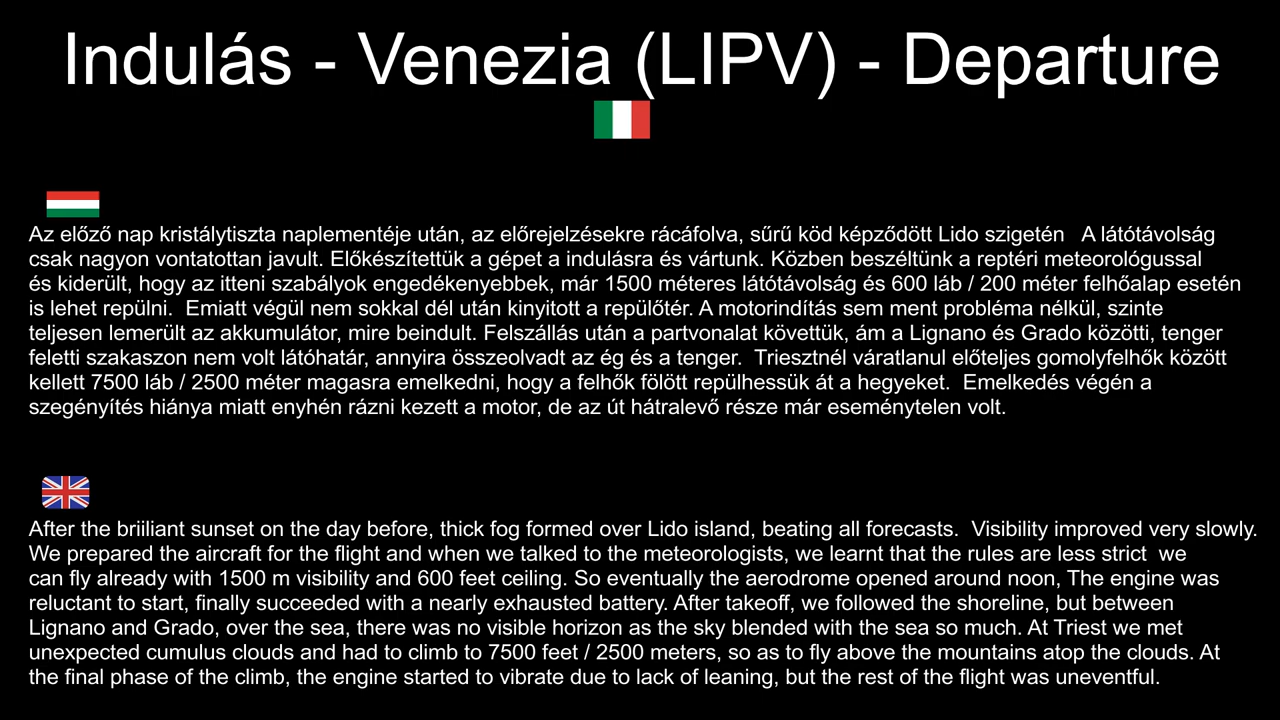 Indulás - Venezia (LIPV) - Departure
Az előző nap kristálytiszta naplementéje után, az előrejelzésekre rácáfolva, sűrű köd képződött Lido szigetén   A látótávolság
csak nagyon vontatottan javult. Előkészítettük a gépet a indulásra és vártunk. Közben beszéltünk a reptéri meteorológussal
és kiderült, hogy az itteni szabályok engedékenyebbek, már 1500 méteres látótávolság és 600 láb / 200 méter felhőalap esetén
is lehet repülni.  Emiatt végül nem sokkal dél után kinyitott a repülőtér. A motorindítás sem ment probléma nélkül, szinte
teljesen lemerült az akkumulátor, mire beindult. Felszállás után a partvonalat követtük, ám a Lignano és Grado közötti, tenger
feletti szakaszon nem volt látóhatár, annyira összeolvadt az ég és a tenger.  Triesztnél váratlanul előteljes gomolyfelhők között
kellett 7500 láb / 2500 méter magasra emelkedni, hogy a felhők fölött repülhessük át a hegyeket.  Emelkedés végén a
szegényítés hiánya miatt enyhén rázni kezett a motor, de az út hátralevő része már eseménytelen volt.
After the briiliant sunset on the day before, thick fog formed over Lido island, beating all forecasts.  Visibility improved very slowly.
We prepared the aircraft for the flight and when we talked to the meteorologists, we learnt that the rules are less strict  we
can fly already with 1500 m visibility and 600 feet ceiling. So eventually the aerodrome opened around noon, The engine was
reluctant to start, finally succeeded with a nearly exhausted battery. After takeoff, we followed the shoreline, but between
Lignano and Grado, over the sea, there was no visible horizon as the sky blended with the sea so much. At Triest we met
unexpected cumulus clouds and had to climb to 7500 feet / 2500 meters, so as to fly above the mountains atop the clouds. At
the final phase of the climb, the engine started to vibrate due to lack of leaning, but the rest of the flight was uneventful.